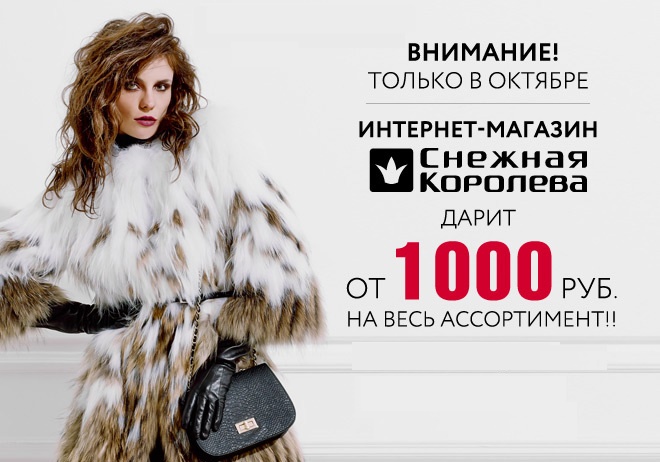 ВНИМАНИЕ!
ТОЛЬКО В ОКТЯБРЕ
ИНТЕРНЕТ-МАГАЗИН
Снежная
Королева
ДАРИТ
ОТ 1000 РУБ.
НА ВЕСЬ АССОРТИМЕНТ!!